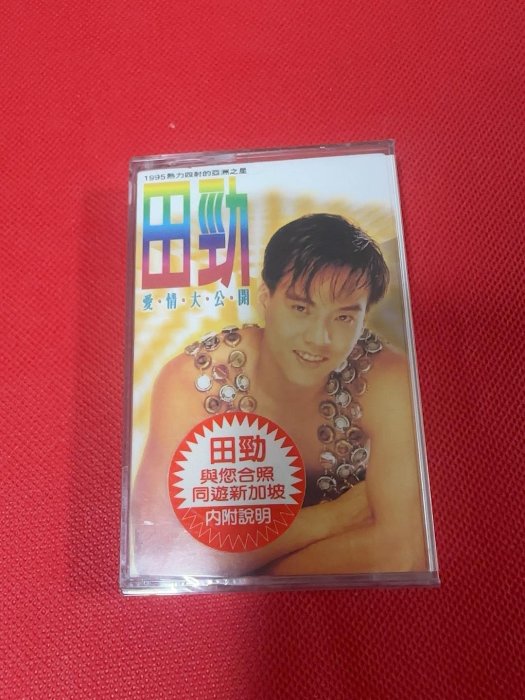 1995熱力四射的亞洲之星
田勁
愛·情·大·公·開
田勁
與您合照
同遊新加坡
內附說明